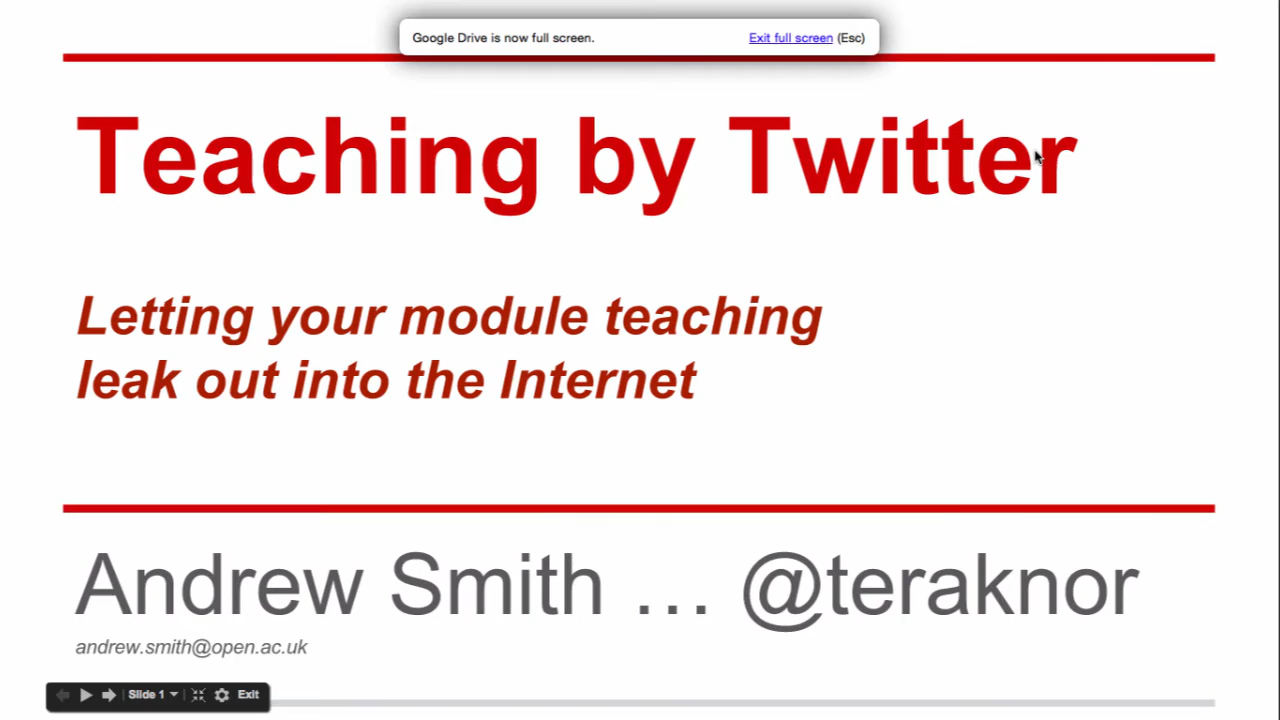 Google Drive is now full screen. Exit full screen (Esc)
Teaching by Twitter
Letting your module teaching
leak out into the Internet
Andrew Smith ... @teraknor
andrew.smith@open.ac.uk
Slide 1 Exit